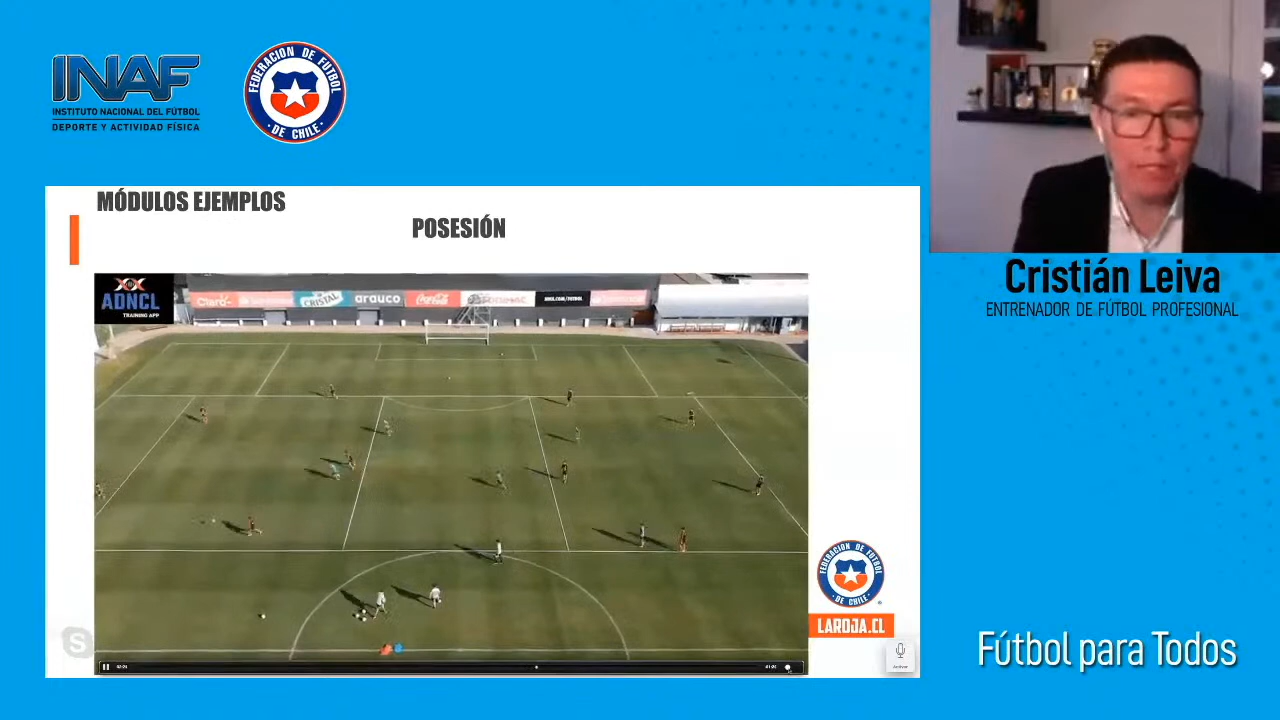 INAF
INSTITUTO NACIONAL DEL FÚTBOL
DEPORTE Y ACTIVIDAD FÍSICA
FEDERACION DE FUTBOL
DE CHILE
MÓDULOS EJEMPLOS
POSESIÓN
ADNCL
TRAINING APP
Claro
CRISTAL
arauco
Coca-Cola
Cristián Leiva
ENTRENADOR DE FÚTBOL PROFESIONAL
FEDERACION DE FUTBOL
DE CHILE
LAROJA.CL
S
Fútbol para Todos